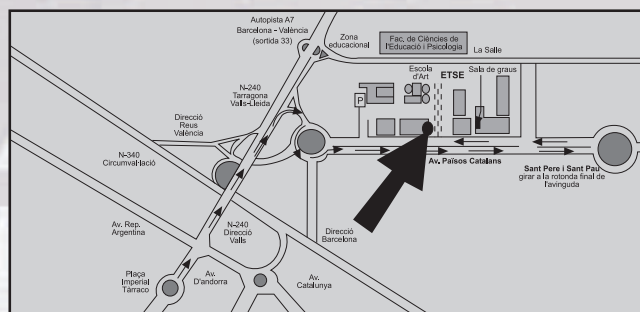 Autopista A7
Barcelona - València
(sortida 33)
Zona
educacional
Fac. de Ciències de
l'Educació i Psicologia
La Salle
Escola
d'Art
ETSE
Sala de graus
N-240
Tarragona
Valls-Lleida
P
Direcció
Reus
València
N-340
Circumval·lació
Av. Països Catalans
Sant Pere i Sant Pau
girar a la rotonda final de
l'avinguda
Av. Rep.
Argentina
N-240
Direcció
Valls
Direcció
Barcelona
Plaça
Imperial
Tàrraco
Av.
D'andorra
Av.
Catalunya